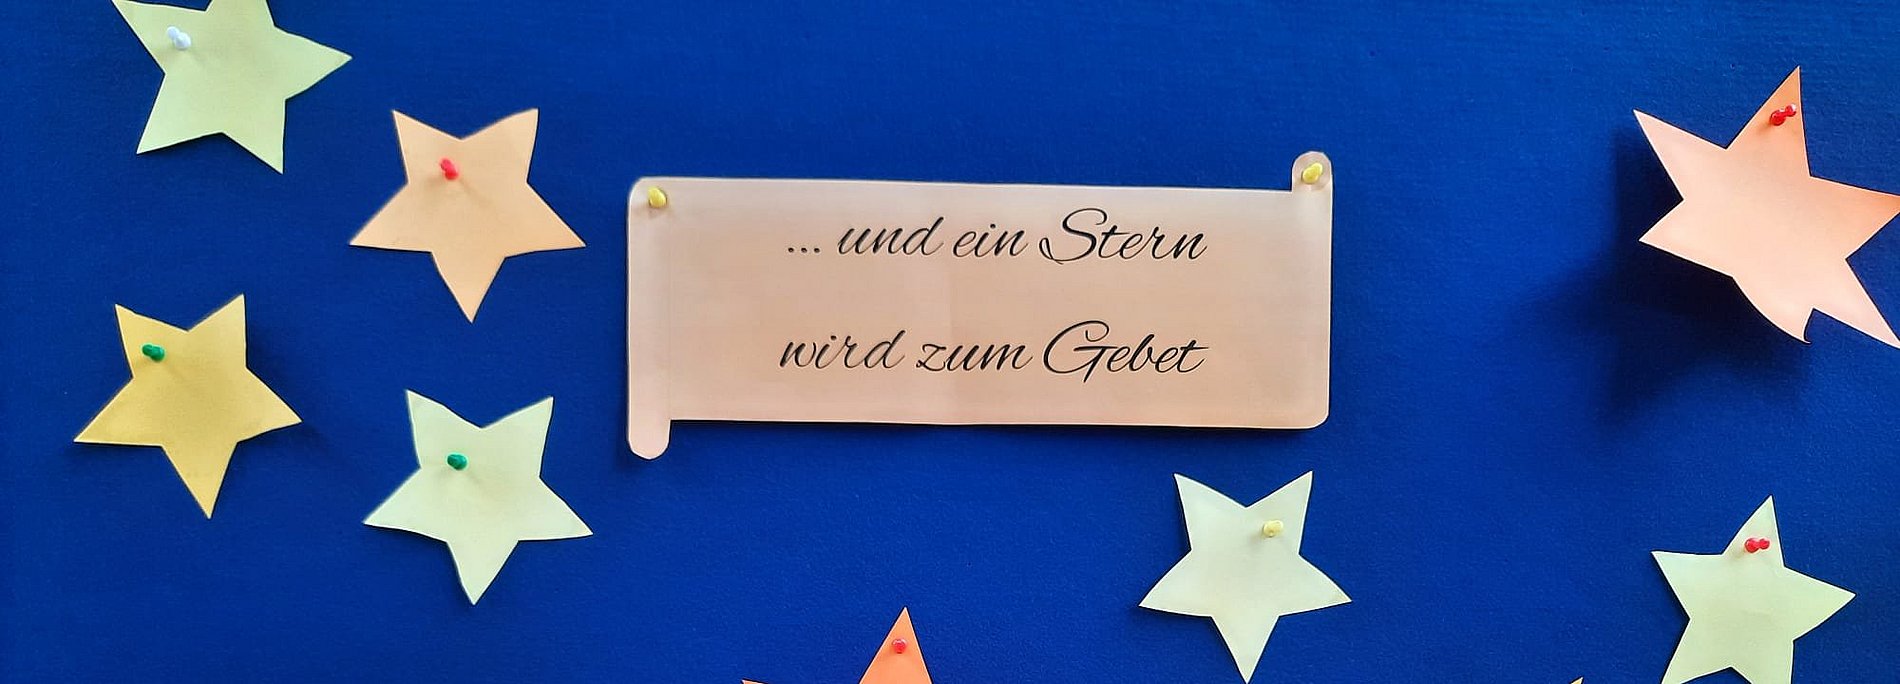 ... und ein Stern
wird zum Gebet